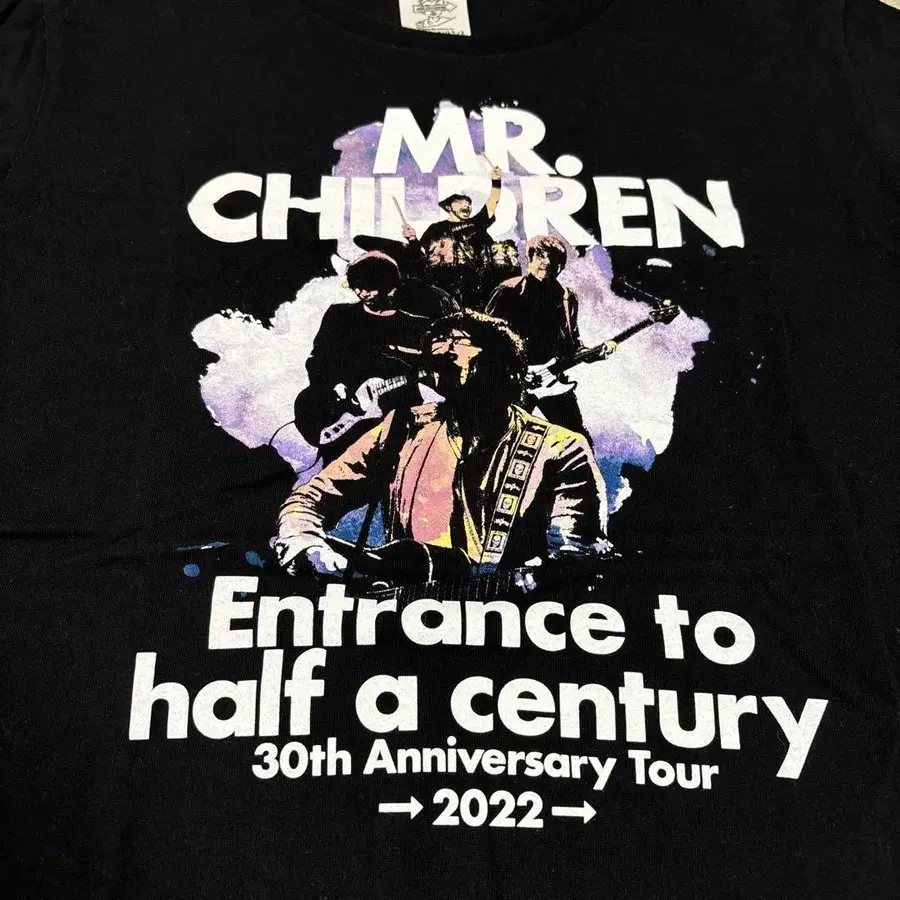 MR.
CHILDREN
Entrance to
half a century
30th Anniversary Tour
→2022→